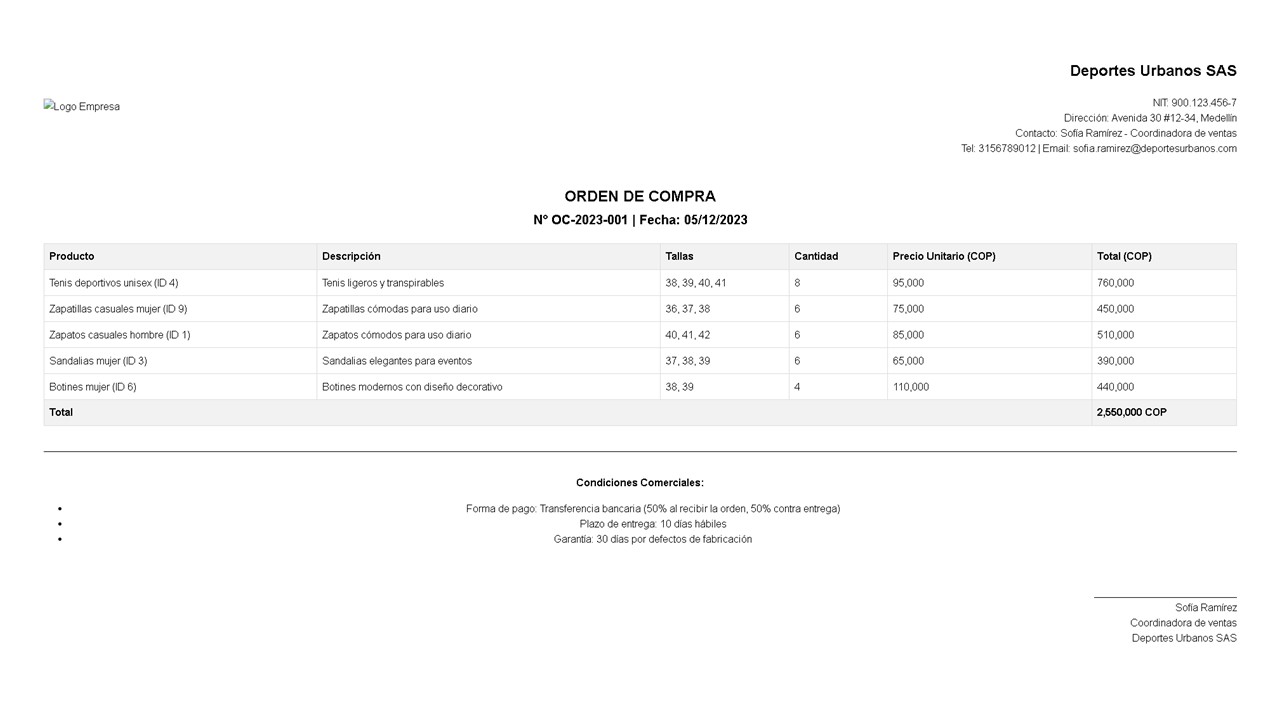 Deportes Urbanos SAS
Logo Empresa
NIT: 900.123.456-7
Dirección: Avenida 30 #12-34, Medellín
Contacto: Sofía Ramírez - Coordinadora de ventas
Tel: 3156789012 | Email: sofia.ramirez@deportesurbanos.com
ORDEN DE COMPRA
N° OC-2023-001 | Fecha: 05/12/2023
Producto Descripción Tallas Cantidad Precio Unitario (COP) Total (COP)
Tenis deportivos unisex (ID 4) Tenis ligeros y transpirables 38, 39, 40, 41 8 95,000 760,000
Zapatillas casuales mujer (ID 9) Zapatillas cómodas para uso diario 36, 37, 38 6 75,000 450,000
Zapatos casuales hombre (ID 1) Zapatos cómodos para uso diario 40, 41, 42 6 85,000 510,000
Sandalias mujer (ID 3) Sandalias elegantes para eventos 37, 38, 39 6 65,000 390,000
Botines mujer (ID 6) Botines modernos con diseño decorativo 38, 39 4 110,000 440,000
Total 2,550,000 COP
Condiciones Comerciales:
• Forma de pago: Transferencia bancaria (50% al recibir la orden, 50% contra entrega)
• Plazo de entrega: 10 días hábiles
• Garantía: 30 días por defectos de fabricación
Sofía Ramírez
Coordinadora de ventas
Deportes Urbanos SAS